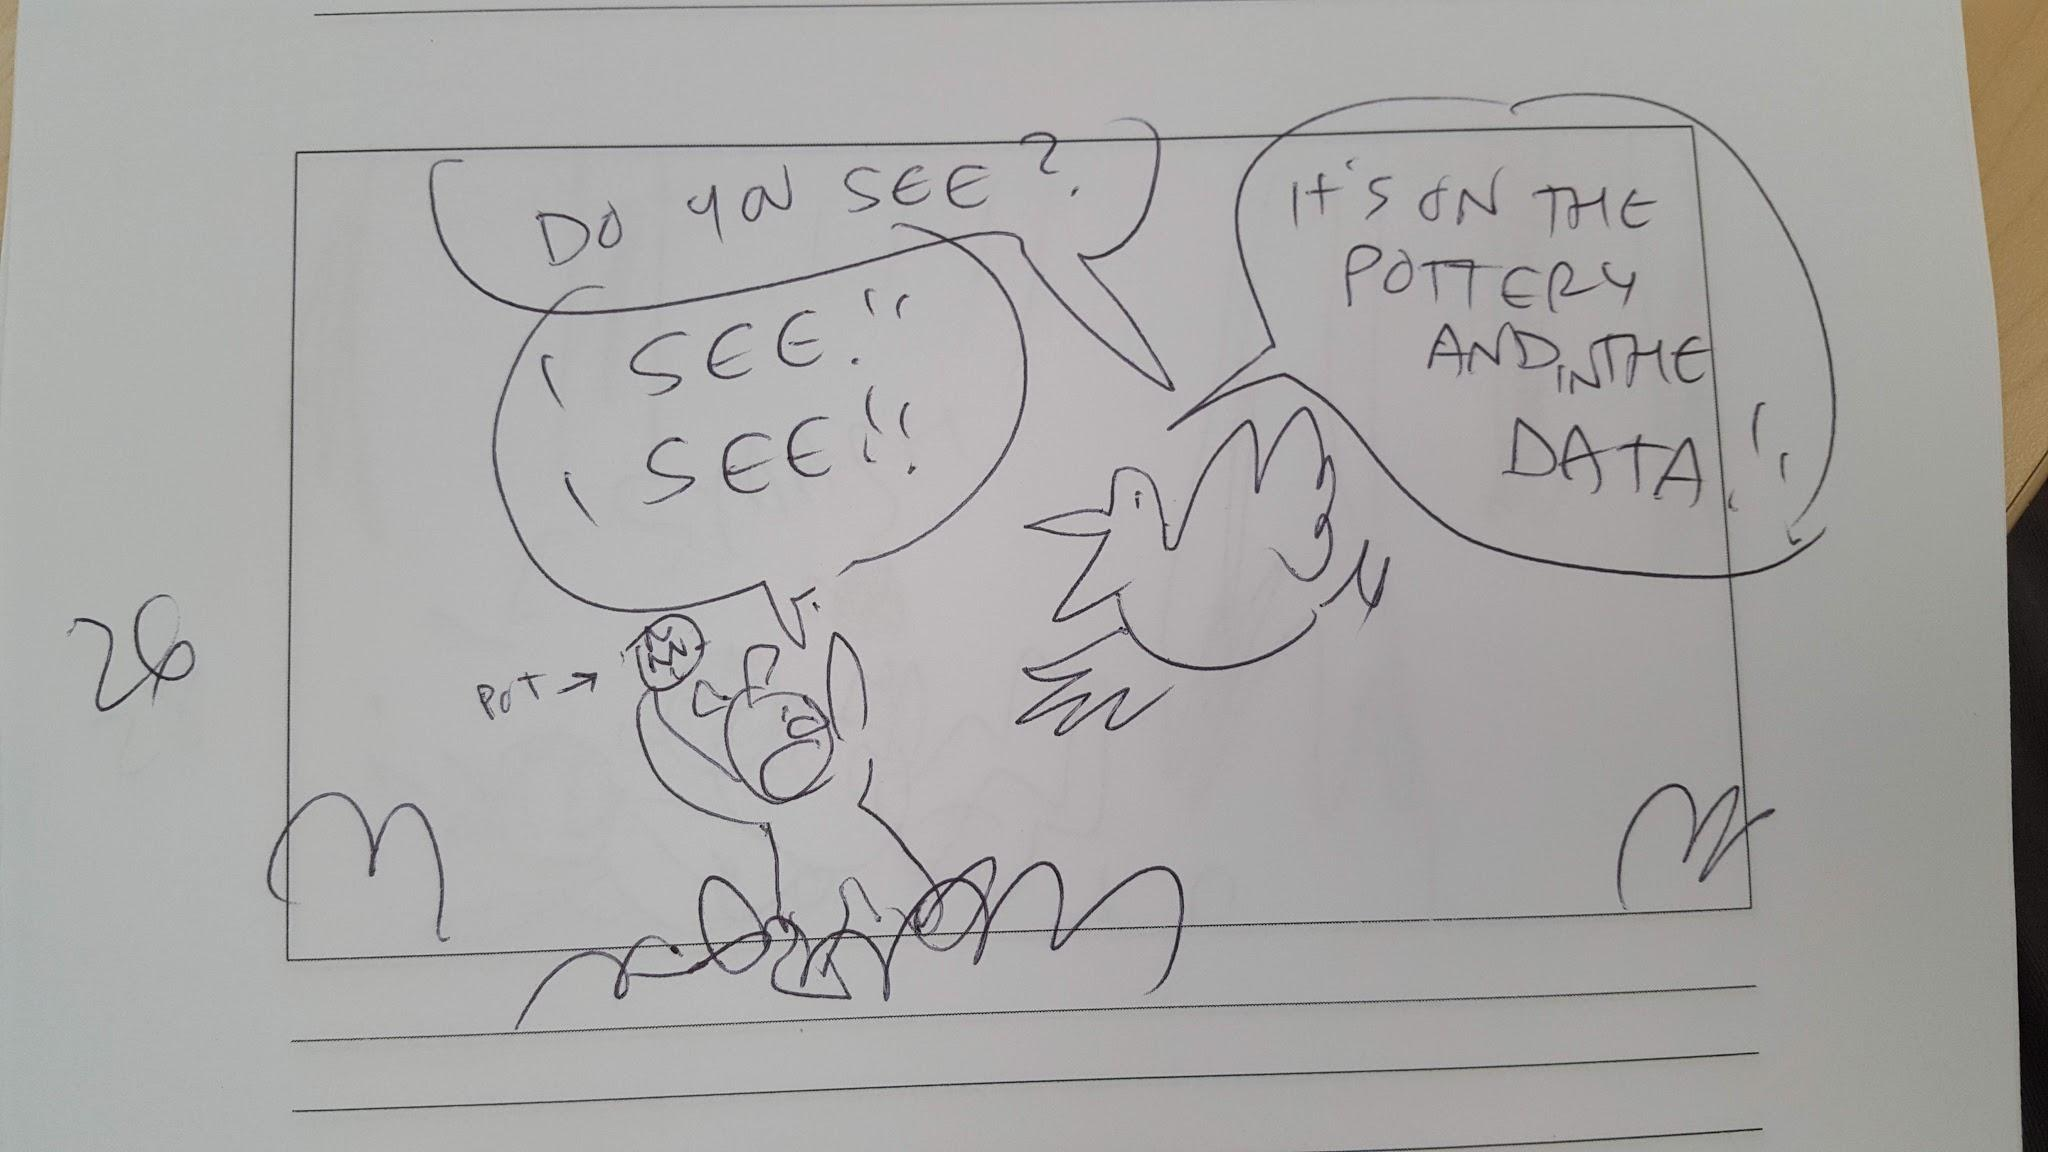 DO YOU SEE?
IT'S ON THE
POTTERY
AND IN THE
DATA!!
I SEE!!
I SEE!!
POT →
26